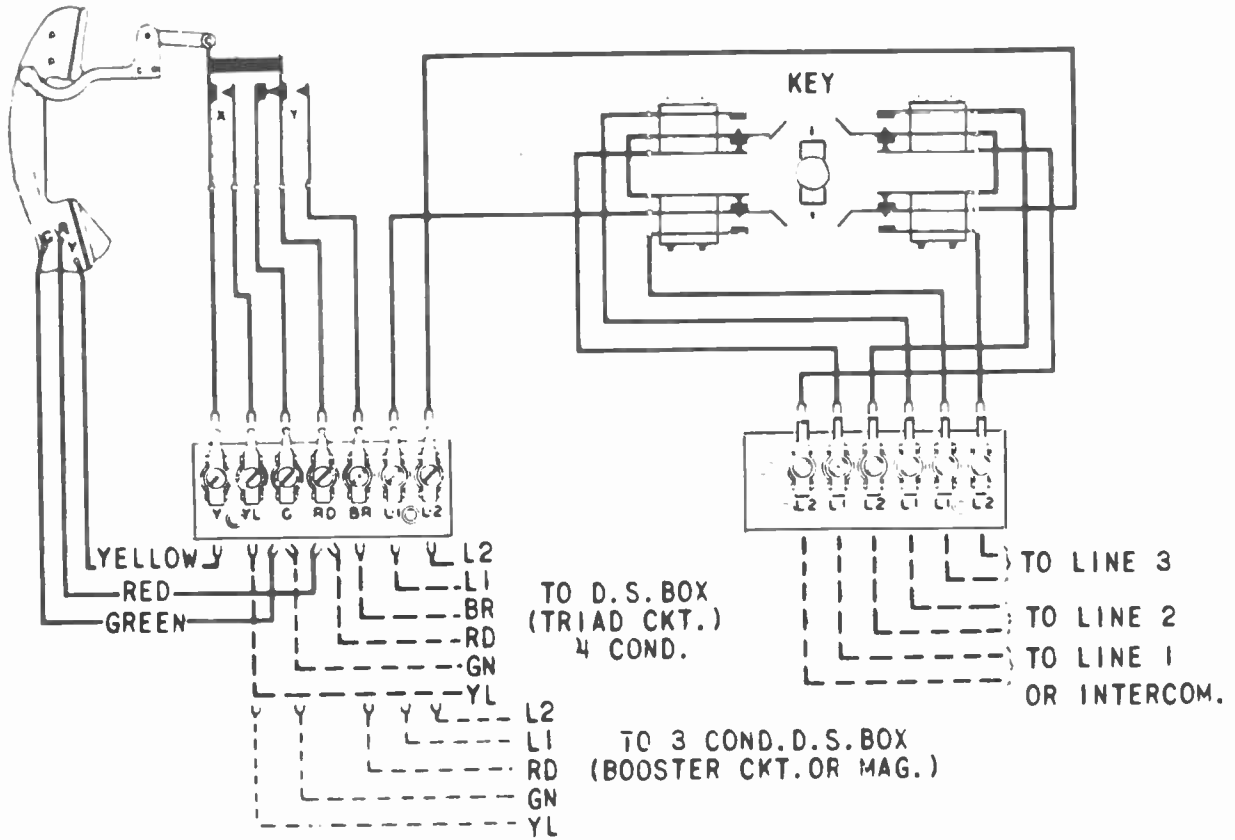 KEY
X Y
G R Y
Y YL G RD BR L1 L2
L2 L1 L2 L1 L1 L2
YELLOW
RED
GREEN
L2
L1
BR
RD
GN
YL
TO D.S. BOX
(TRIAD CKT.)
4 COND.
L2
L1
RD
GN
YL
TO 3 COND. D.S. BOX
(BOOSTER CKT. OR MAG.)
TO LINE 3
TO LINE 2
TO LINE 1
OR INTERCOM.